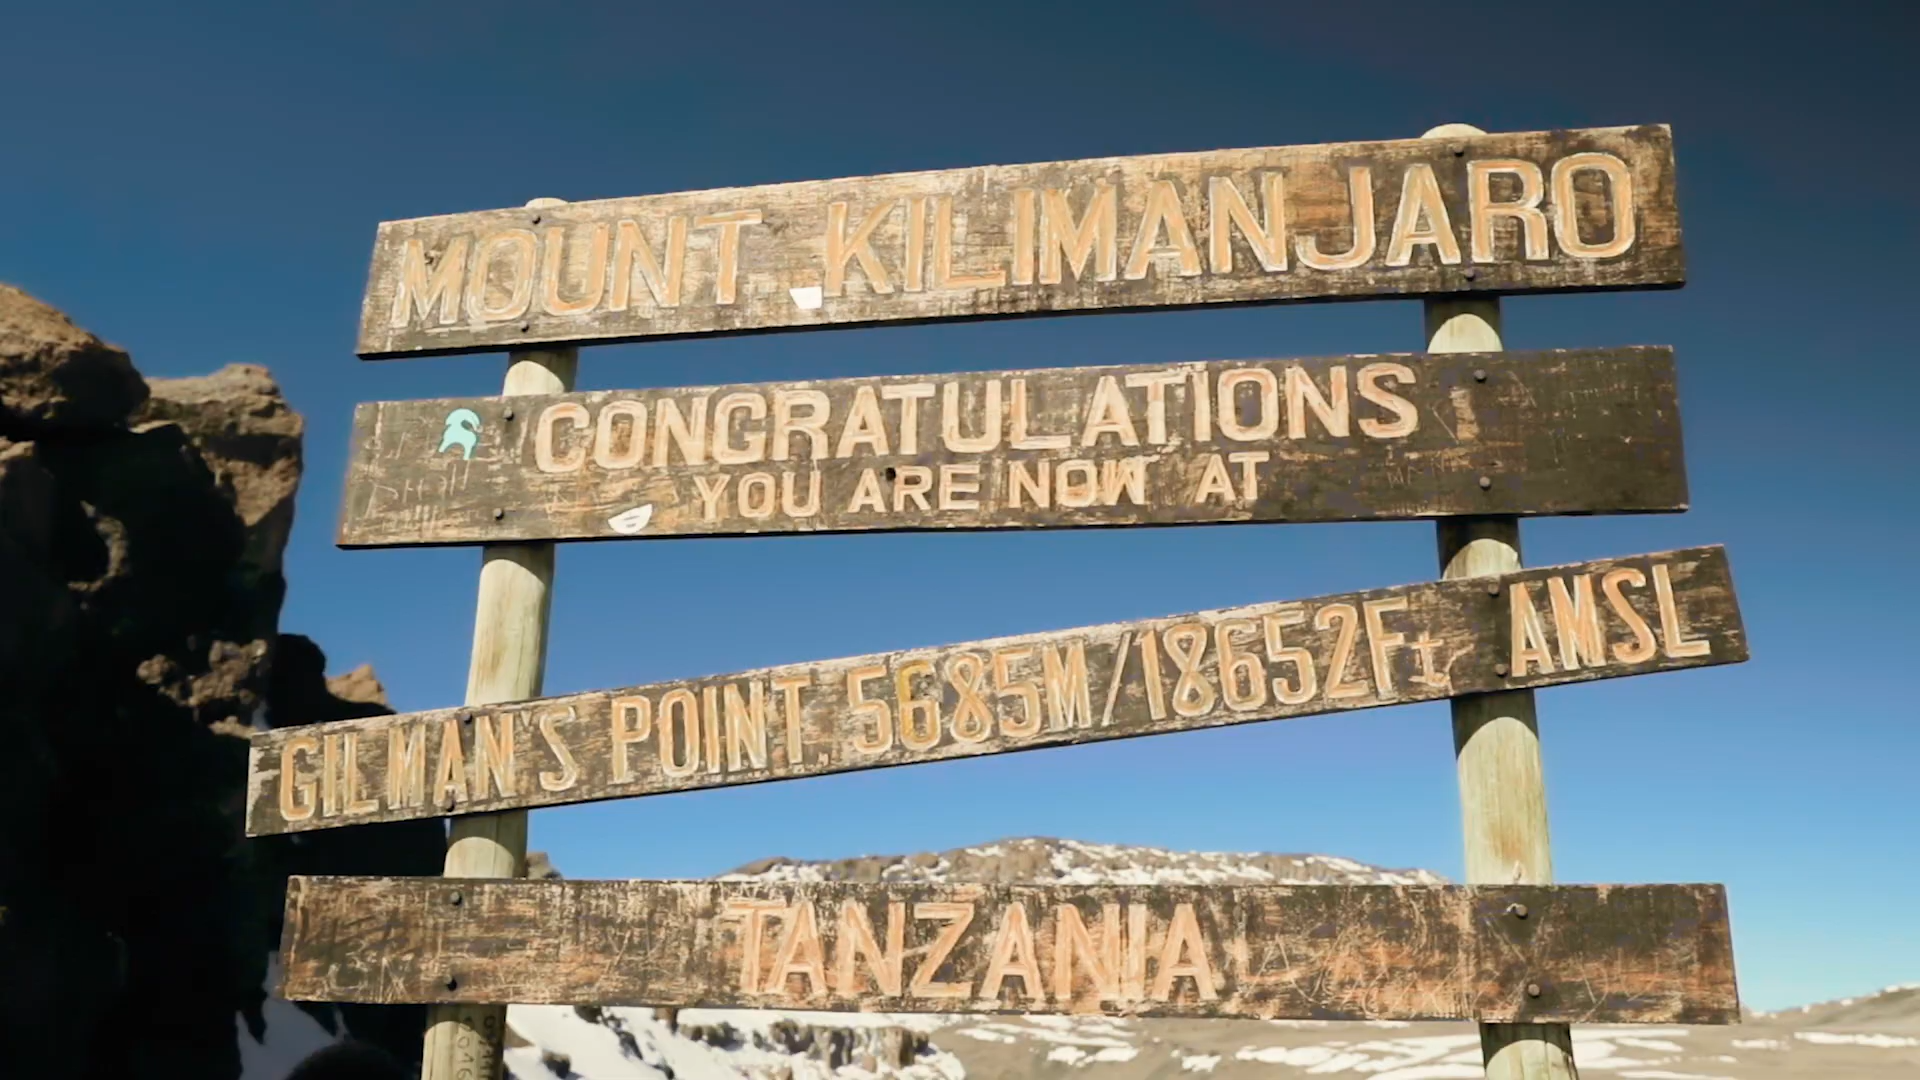 MOUNT KILIMANJARO
CONGRATULATIONS
YOU ARE NOW AT
GILMAN'S POINT 5685M/18652Ft AMSL
TANZANIA